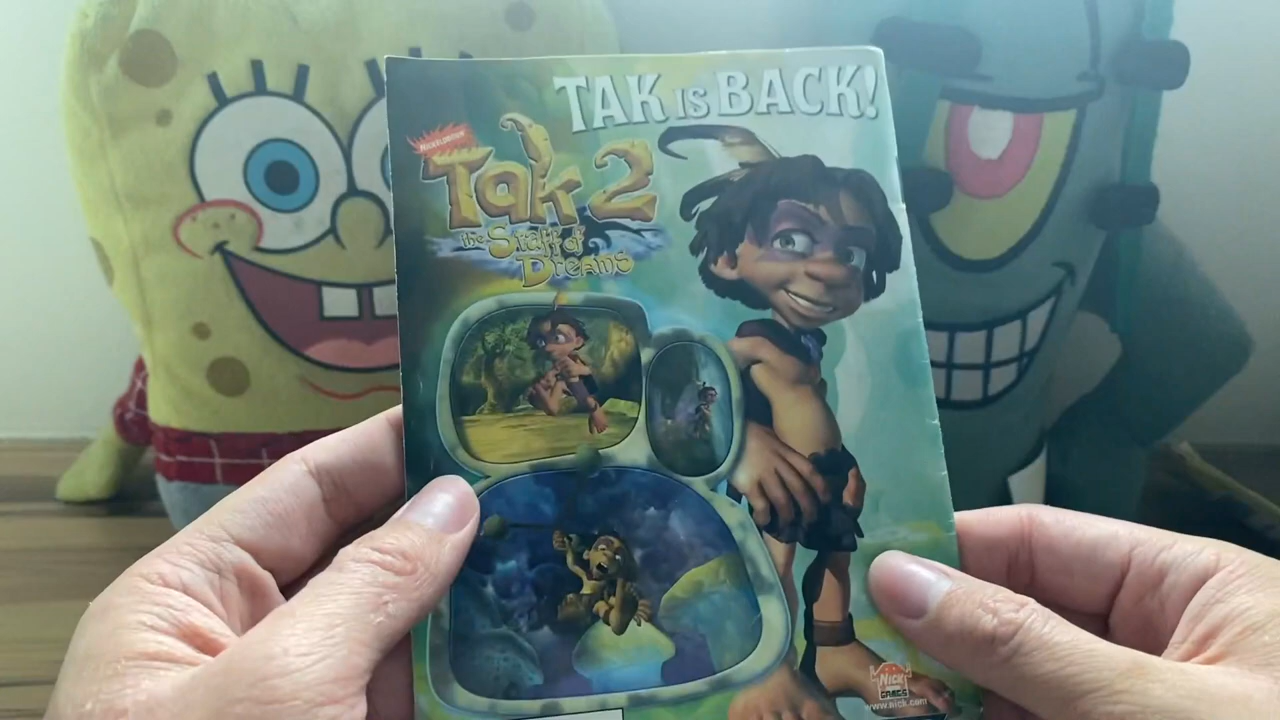 TAK IS BACK!
NICKELODEON
Tak 2
the Staff of
Dreams
NICK
GAMES
www.nick.com